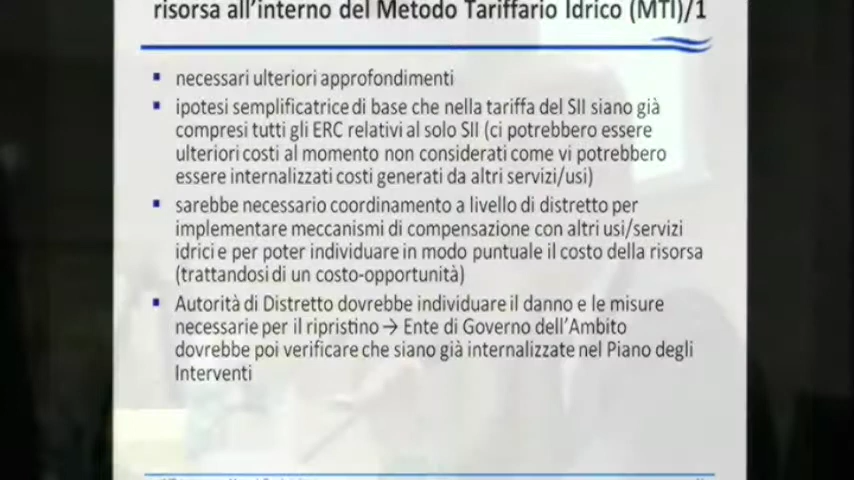 risorsa all'interno del Metodo Tariffario Idrico (MTI)/1
▪ necessari ulteriori approfondimenti
▪ ipotesi semplificatrice di base che nella tariffa del SII siano già
compresi tutti gli ERC relativi al solo SII (ci potrebbero essere
ulteriori costi al momento non considerati come vi potrebbero
essere internalizzati costi generati da altri servizi/usi)
▪ sarebbe necessario coordinamento a livello di distretto per
implementare meccanismi di compensazione con altri usi/servizi
idrici e per poter individuare in modo puntuale il costo della risorsa
(trattandosi di un costo-opportunità)
▪ Autorità di Distretto dovrebbe individuare il danno e le misure
necessarie per il ripristino → Ente di Governo dell'Ambito
dovrebbe poi verificare che siano già internalizzate nel Piano degli
Interventi